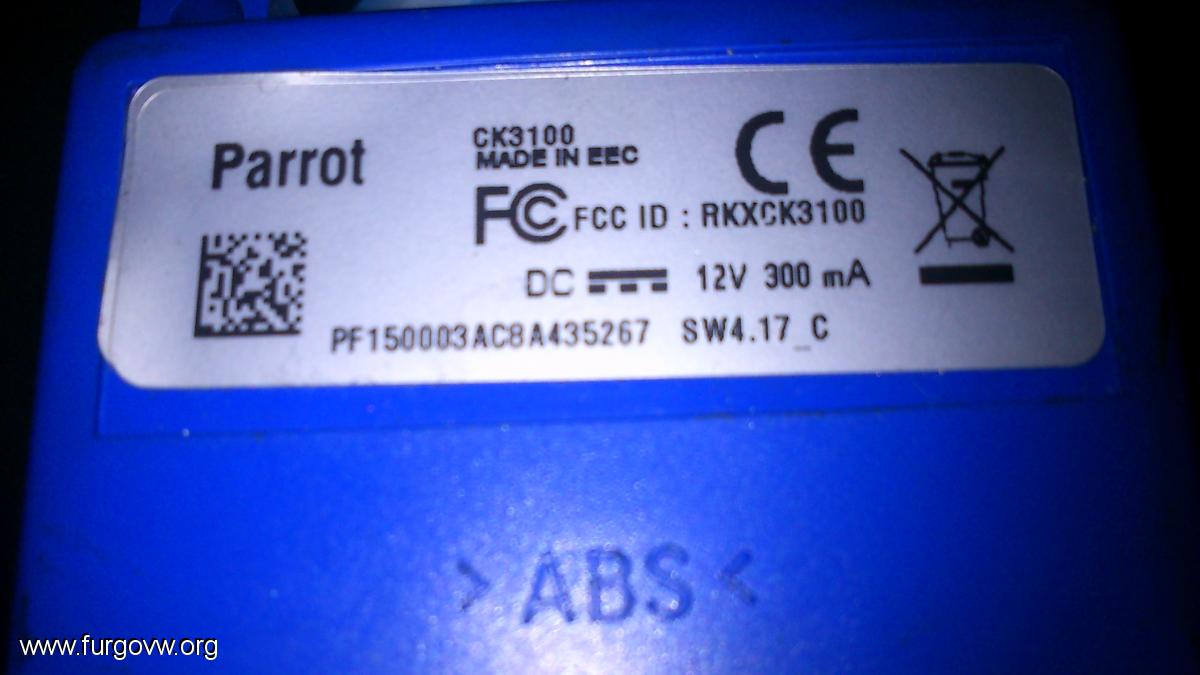 Parrot
CK3100
MADE IN EEC
CE
FC FCC ID : RKXCK3100
DC 12V 300 mA
PF150003AC8A435267 SW4.17_C
> ABS <
www.furgovw.org